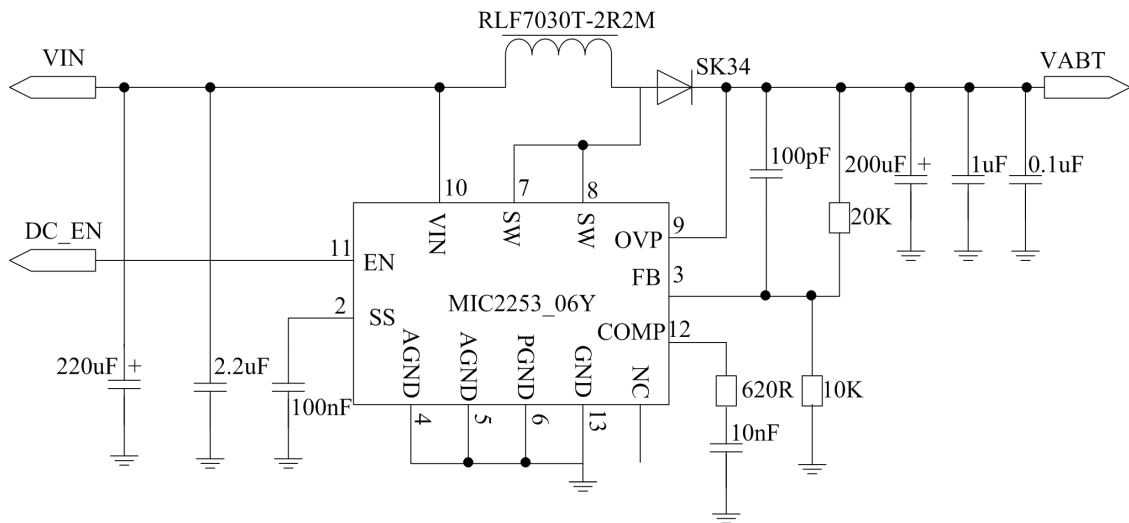 RLF7030T-2R2M
VIN
SK34
VABT
100pF
200uF +
1uF
0.1uF
10
7
8
20K
VIN
SW
SW
9
OVP
DC_EN
11
EN
FB
3
2
SS
MIC2253_06Y
COMP
12
AGND
AGND
PGND
GND
NC
220uF +
2.2uF
100nF
620R
10K
4
5
6
13
10nF